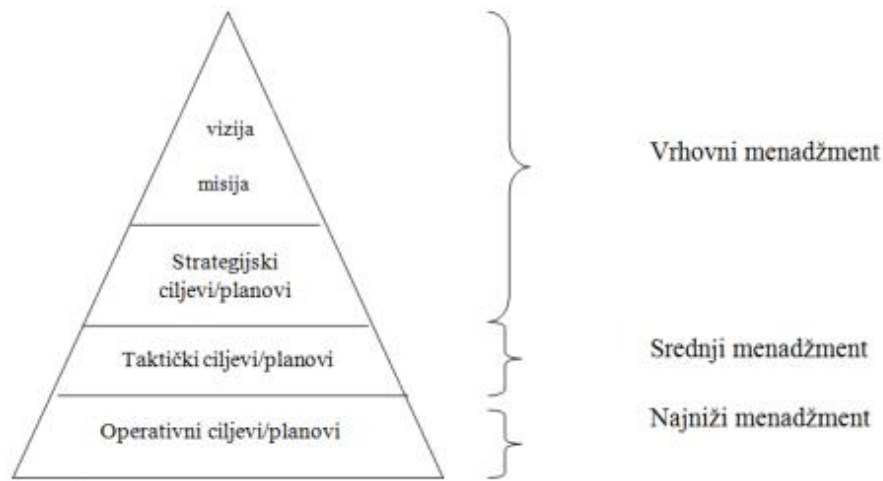 vizija
misija
Strategijski
ciljevi/planovi
Taktički ciljevi/planovi
Operativni ciljevi/planovi
Vrhovni menadžment
Srednji menadžment
Najniži menadžment